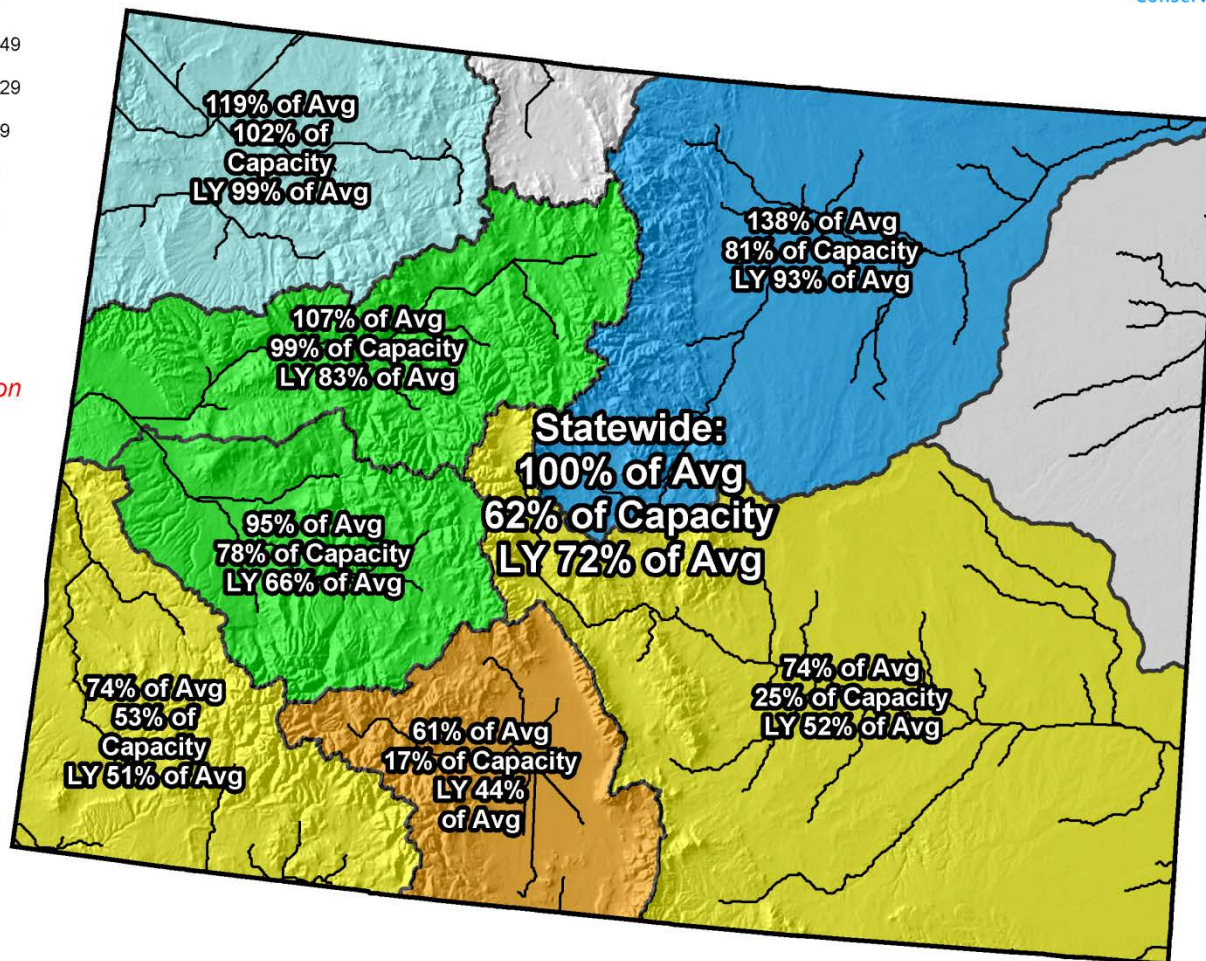 49
29
9
119% of Avg
102% of
Capacity
LY 99% of Avg
138% of Avg
81% of Capacity
LY 93% of Avg
107% of Avg
99% of Capacity
LY 83% of Avg
Statewide:
100% of Avg
62% of Capacity
LY 72% of Avg
95% of Avg
78% of Capacity
LY 66% of Avg
74% of Avg
53% of
Capacity
LY 51% of Avg
61% of Avg
17% of Capacity
LY 44%
of Avg
74% of Avg
25% of Capacity
LY 52% of Avg